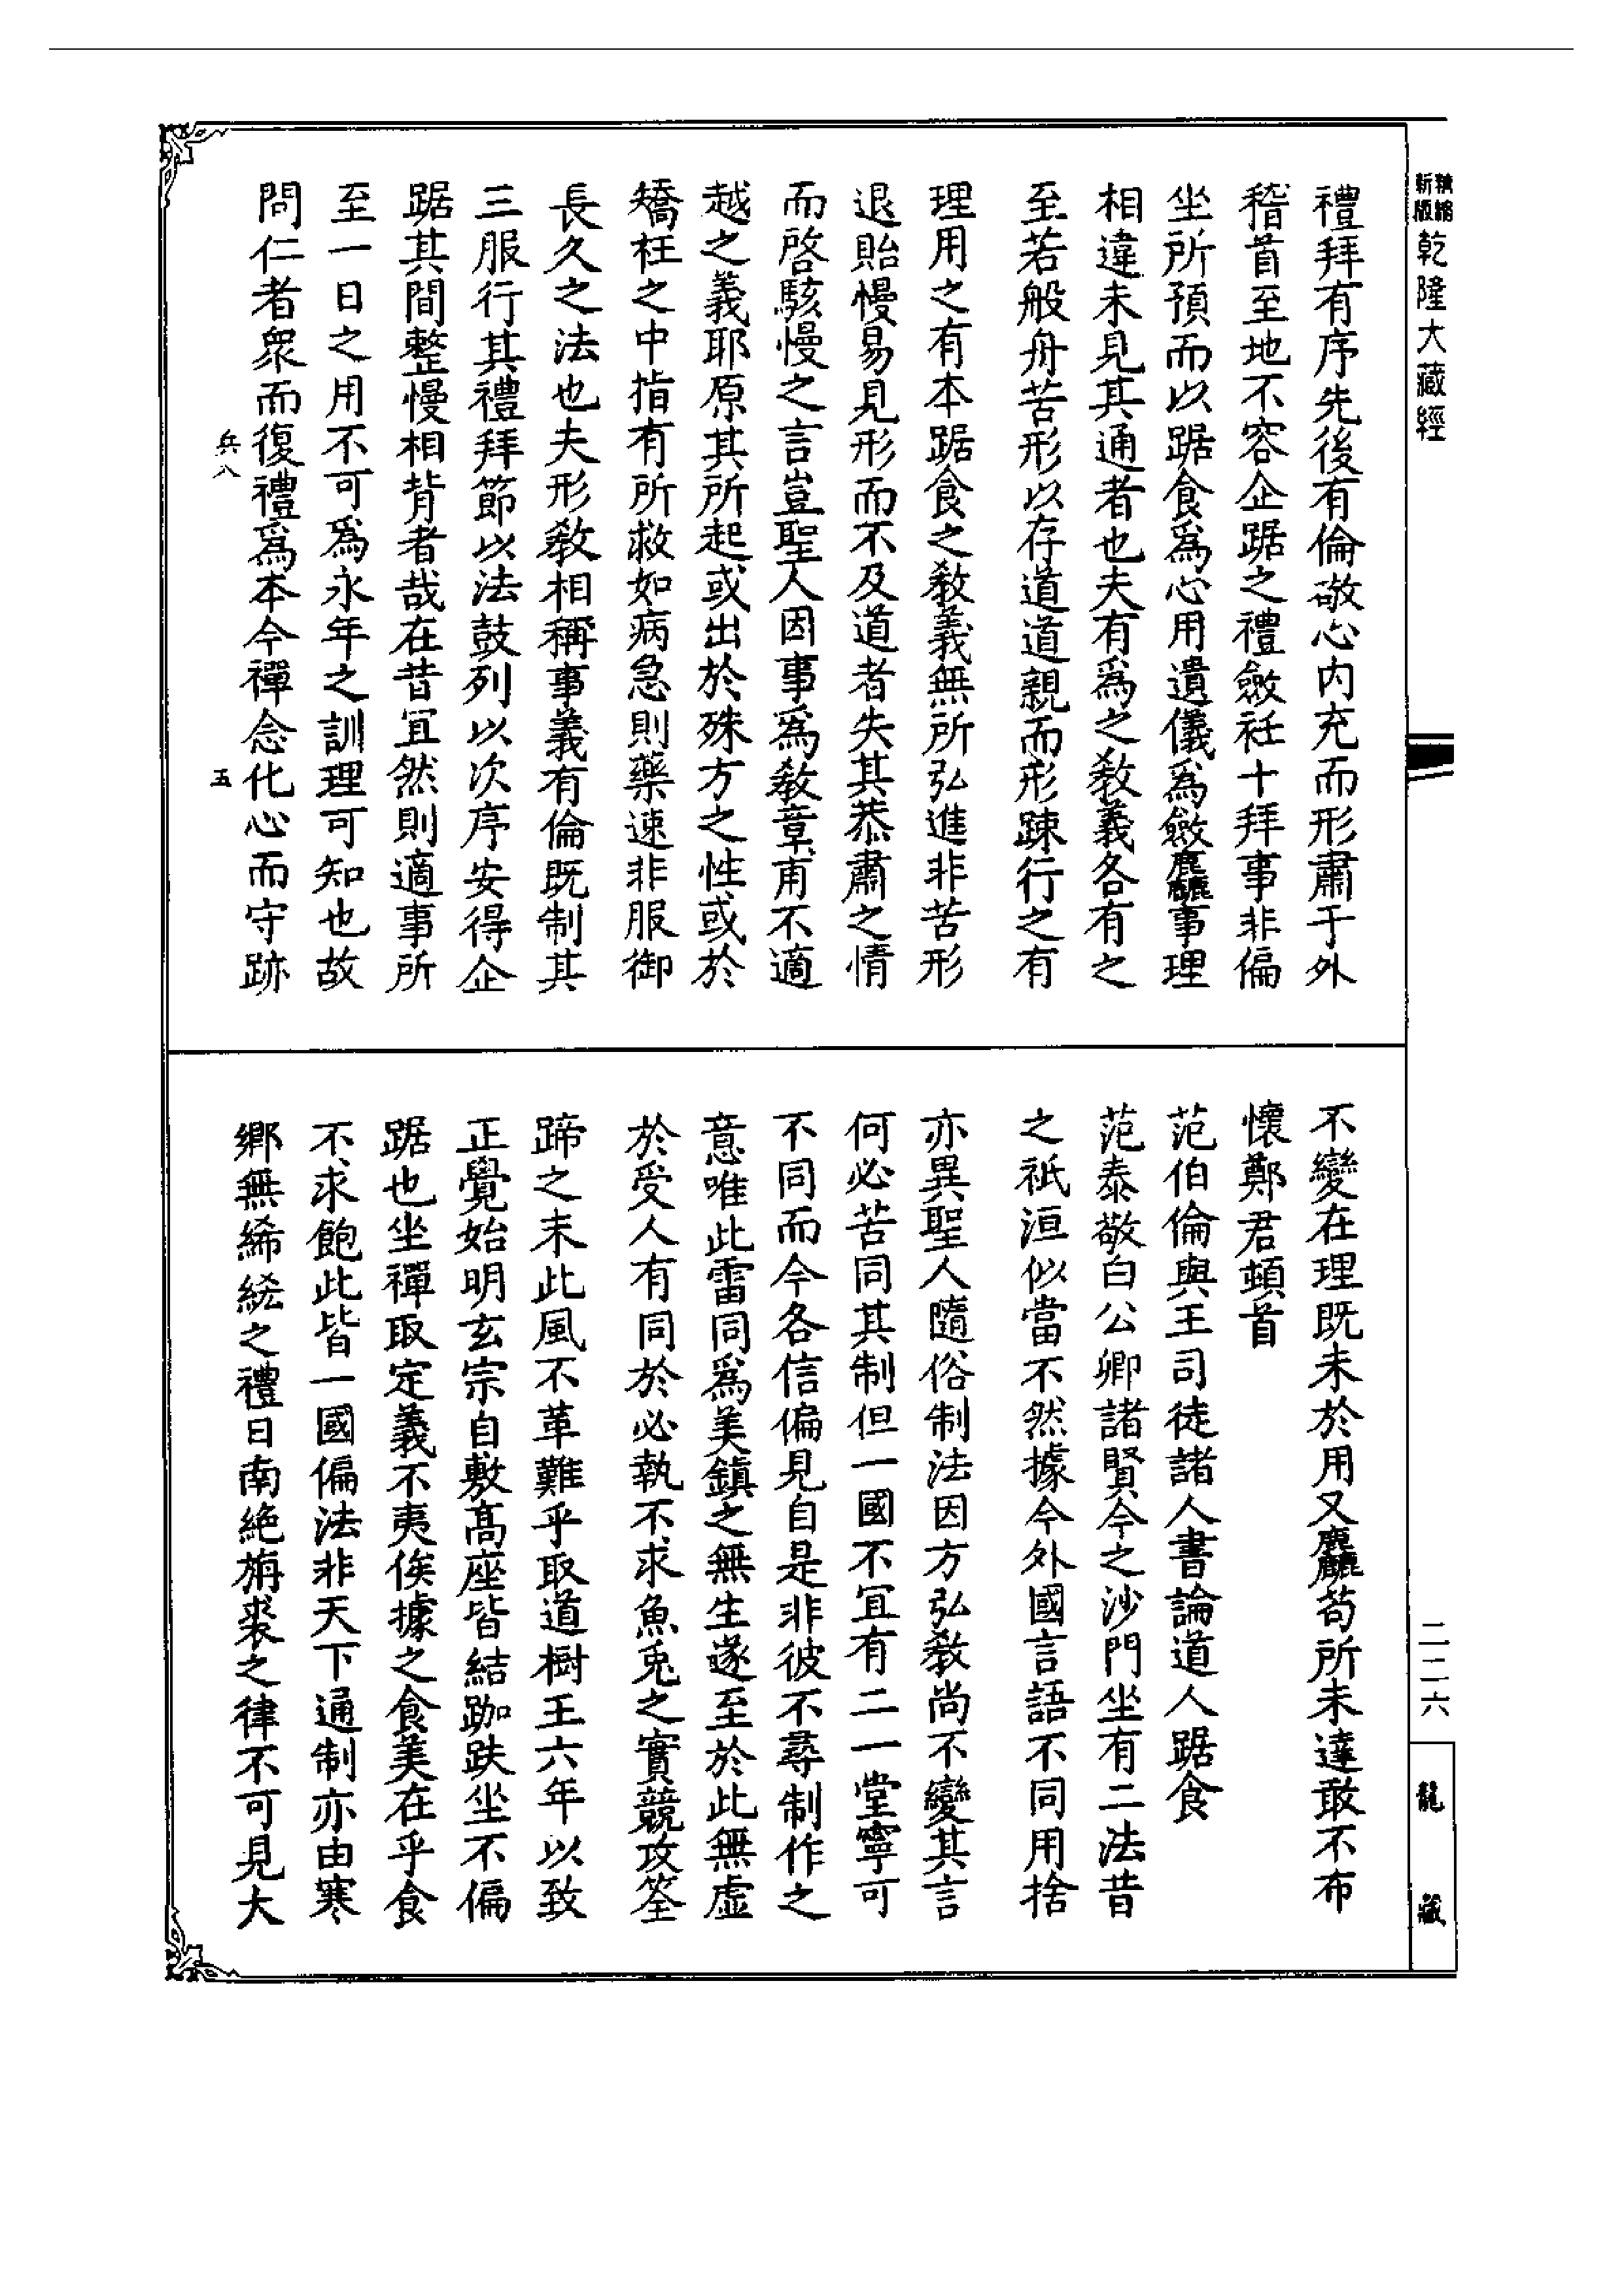 精縮
新版
乾隆大藏經
禮拜有序先後有倫敬心內充而形肅于外
稽首至地不容企踞之禮斂衽十拜事非偏
坐所預而以踞食爲心用遺儀爲斂麤事理
相違未見其通者也夫有爲之敎義各有之
至若般舟苦形以存道道親而形踈行之有
理用之有本踞食之敎義無所弘進非苦形
退貽慢易見形而不及道者失其恭肅之情
而啓駭慢之言豈聖人因事爲敎章甫不適
越之義耶原其所起或出於殊方之性或於
矯枉之中指有所救如病急則藥速非服御
長久之法也夫形敎相稱事義有倫旣制其
三服行其禮拜節以法鼓列以次序安得企
踞其間整慢相背者哉在昔宜然則適事所
至一日之用不可爲永年之訓理可知也故
問仁者衆而復禮爲本今禪念化心而守跡
兵八
五
不變在理旣未於用又麤苟所未達敢不布
懷鄭君頓首
范伯倫與王司徒諸人書論道人踞食
范泰敬白公卿諸賢今之沙門坐有二法昔
之祇洹似當不然據今外國言語不同用捨
亦異聖人隨俗制法因方弘敎尚不變其言
何必苦同其制但一國不宜有二一堂寧可
不同而今各信偏見自是非彼不尋制作之
意唯此雷同爲美鎭之無生遂至於此無虛
於受人有同於必執不求魚兎之實競攻筌
蹄之末此風不革難乎取道樹王六年以致
正覺始明玄宗自敷高座皆結跏趺坐不偏
踞也坐禪取定義不夷俟據之食美在乎食
不求飽此皆一國偏法非天下通制亦由寒
鄉無絺綌之禮日南絶旃裘之律不可見大
二二六
龍藏